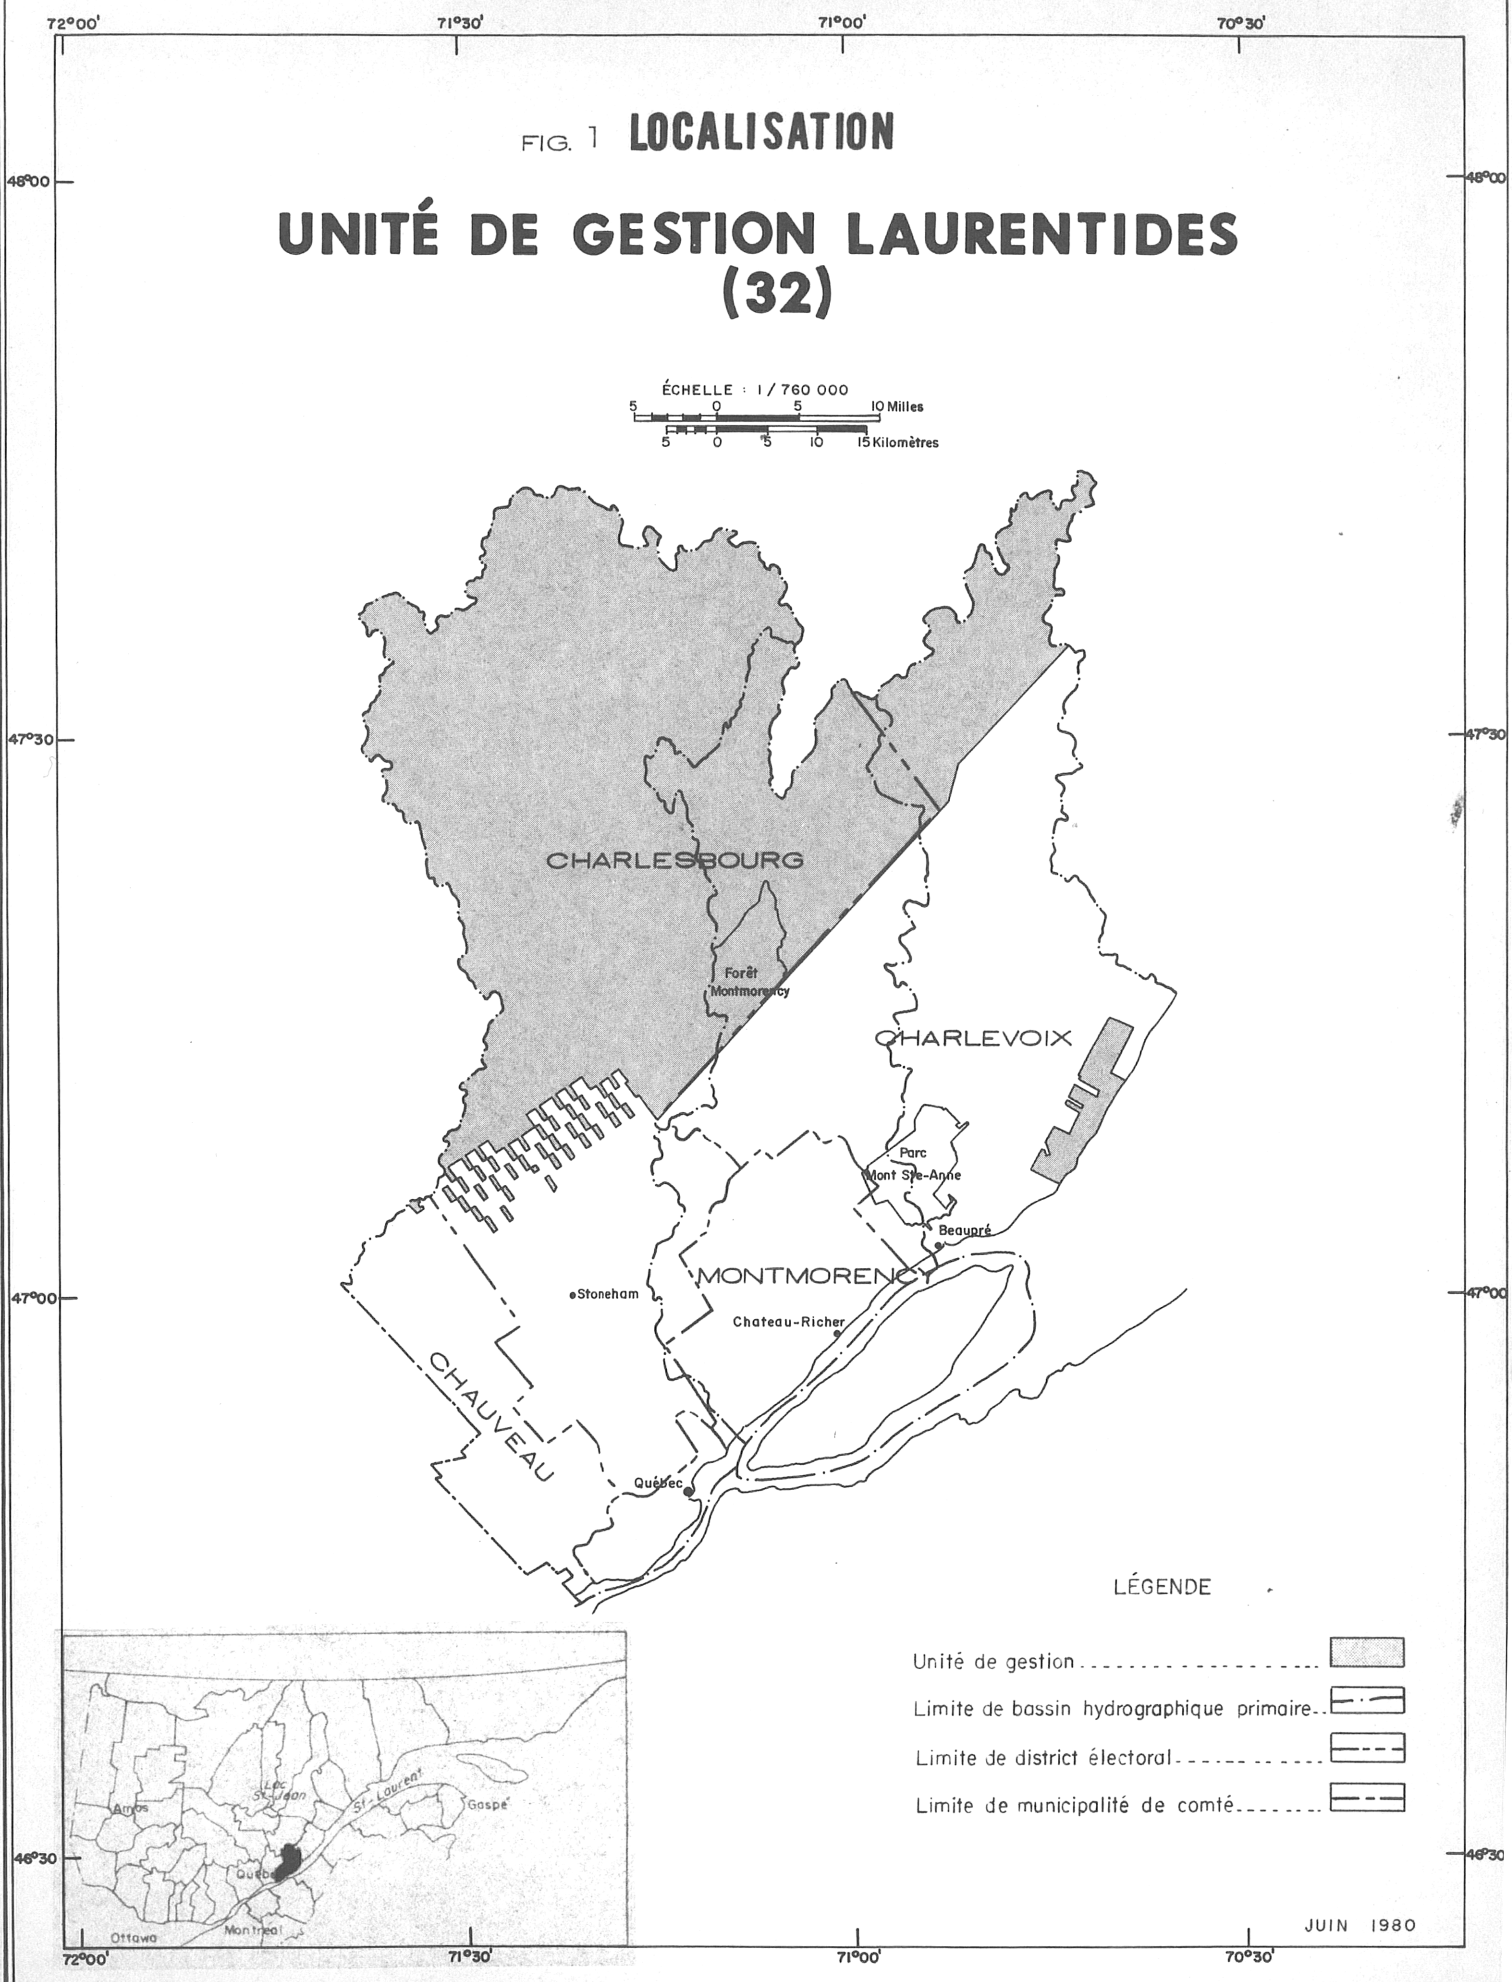 72°00' 71°30' 71°00' 70°30'
FIG. 1 LOCALISATION
48°00 48°00
UNITÉ DE GESTION LAURENTIDES
(32)
ÉCHELLE : 1 / 760 000
5 0 5 10 Milles
5 0 5 10 15 Kilomètres
47°30 47°30
CHARLESBOURG
Forêt
Montmorency
CHARLEVOIX
Parc
Mont Ste-Anne
Beaupré
MONTMORENCY
Stoneham
47°00 47°00
Chateau-Richer
CHAUVEAU
Québec
LÉGENDE
Unité de gestion
Limite de bassin hydrographique primaire
Limite de district électoral
Limite de municipalité de comté
Lac
St-Jean
St-Laurent
Gaspé
Amos
46°30 46°30
Québec
Montréal
Ottawa
JUIN 1980
72°00' 71°30' 71°00' 70°30'